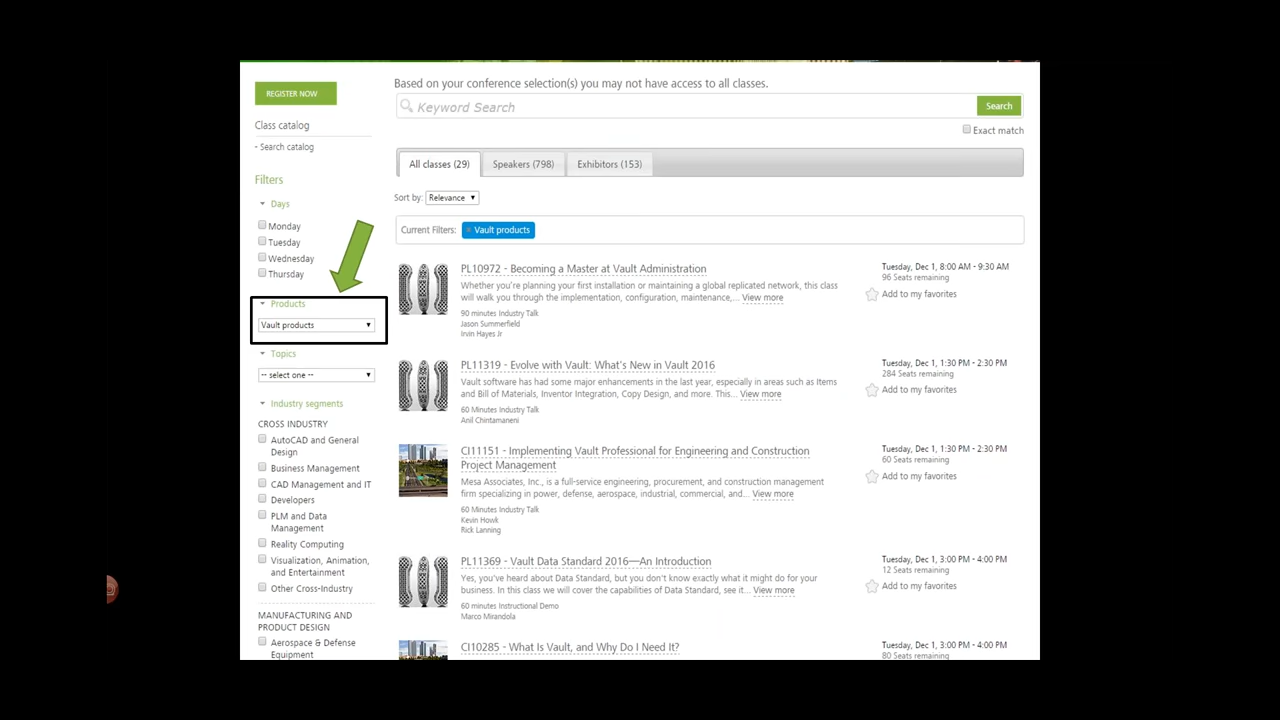 REGISTER NOW
Class catalog
- Search catalog
Filters
Days
Monday
Tuesday
Wednesday
Thursday
Products
Vault products
Topics
-- select one --
Industry segments
CROSS INDUSTRY
AutoCAD and General
Design
Business Management
CAD Management and IT
Developers
PLM and Data
Management
Reality Computing
Visualization, Animation,
and Entertainment
Other Cross-Industry
MANUFACTURING AND
PRODUCT DESIGN
Aerospace & Defense
Equipment
Based on your conference selection(s) you may not have access to all classes.
Keyword Search
Search
Exact match
All classes (29)
Speakers (798)
Exhibitors (153)
Sort by: Relevance
Current Filters: × Vault products
PL10972 - Becoming a Master at Vault Administration
Whether you're planning your first installation or maintaining a global replicated network, this class
will walk you through the implementation, configuration, maintenance,... View more
90 minutes Industry Talk
Jason Summerfield
Irvin Hayes Jr
Tuesday, Dec 1, 8:00 AM - 9:30 AM
96 Seats remaining
Add to my favorites
PL11319 - Evolve with Vault: What's New in Vault 2016
Vault software has had some major enhancements in the last year, especially in areas such as Items
and Bill of Materials, Inventor Integration, Copy Design, and more. This... View more
60 Minutes Industry Talk
Anil Chintamaneni
Tuesday, Dec 1, 1:30 PM - 2:30 PM
284 Seats remaining
Add to my favorites
CI11151 - Implementing Vault Professional for Engineering and Construction
Project Management
Mesa Associates, Inc., is a full-service engineering, procurement, and construction management
firm specializing in power, defense, aerospace, industrial, commercial, and... View more
60 Minutes Industry Talk
Kevin Howk
Rick Lanning
Tuesday, Dec 1, 1:30 PM - 2:30 PM
60 Seats remaining
Add to my favorites
PL11369 - Vault Data Standard 2016—An Introduction
Yes, you've heard about Data Standard, but you don't know exactly what it might do for your
business. In this class we will cover the capabilities of Data Standard, see it... View more
60 minutes Instructional Demo
Marco Mirandola
Tuesday, Dec 1, 3:00 PM - 4:00 PM
12 Seats remaining
Add to my favorites
CI10285 - What Is Vault, and Why Do I Need It?
Tuesday, Dec 1, 3:00 PM - 4:00 PM
80 Seats remaining